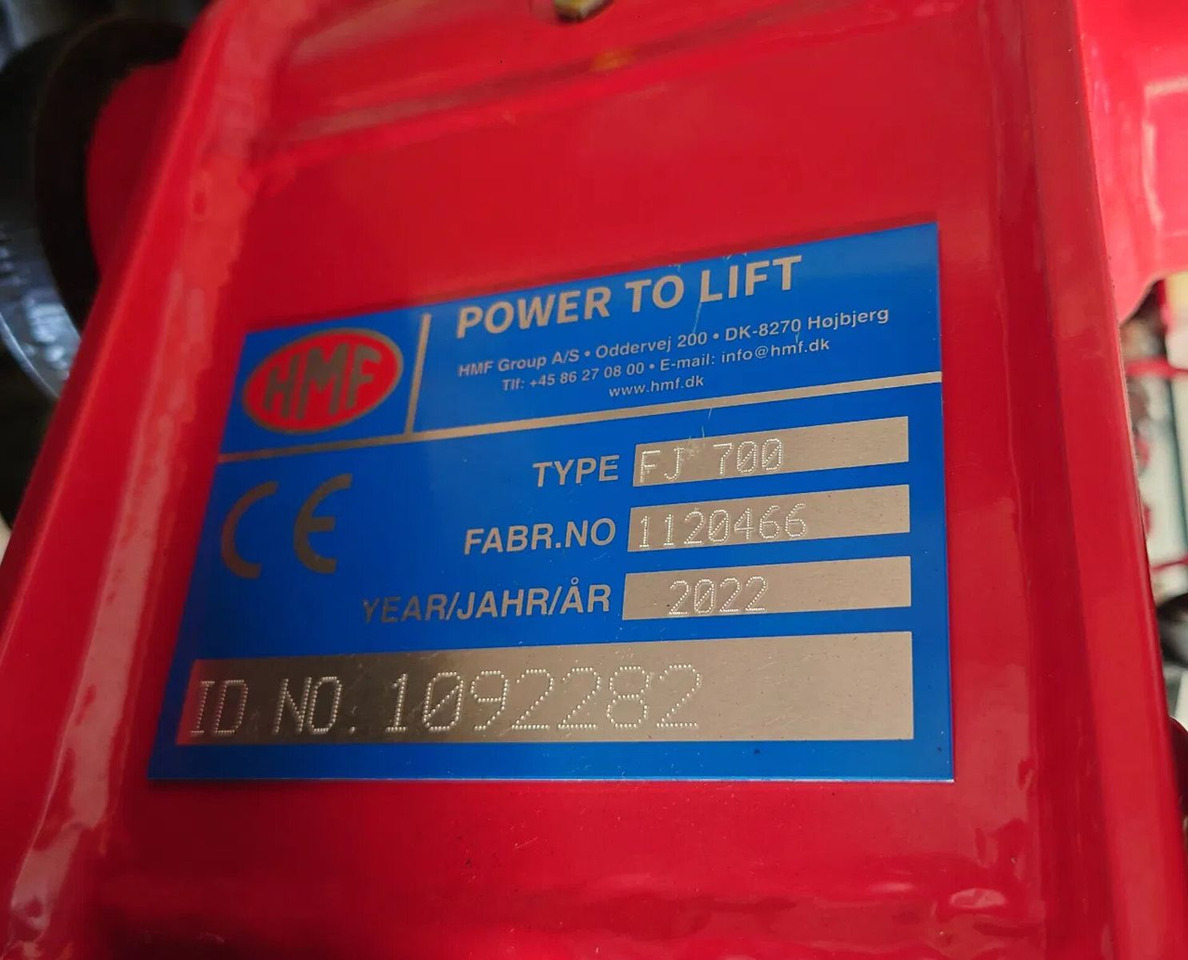 HMF
POWER TO LIFT
HMF Group A/S • Oddervej 200 • DK-8270 Højbjerg
Tlf: +45 86 27 08 00 • E-mail: info@hmf.dk
www.hmf.dk
CE
TYPE FJ 700
FABR.NO 1120466
YEAR/JAHR/ÅR 2022
ID.NO. 1092282